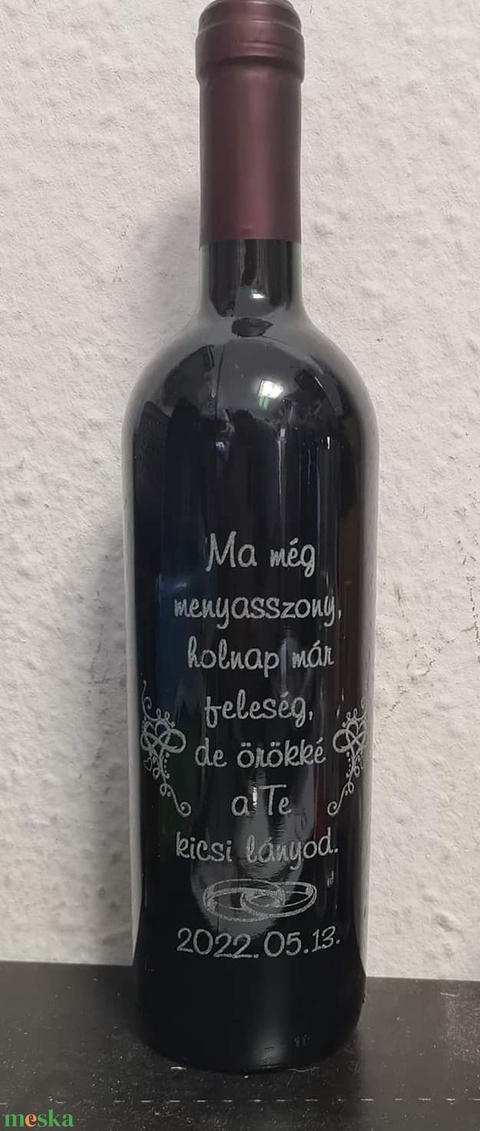 Ma még
menyasszony,
holnap már
feleség,
de örökké
a Te
kicsi lányod.
2022.05.13.
meska